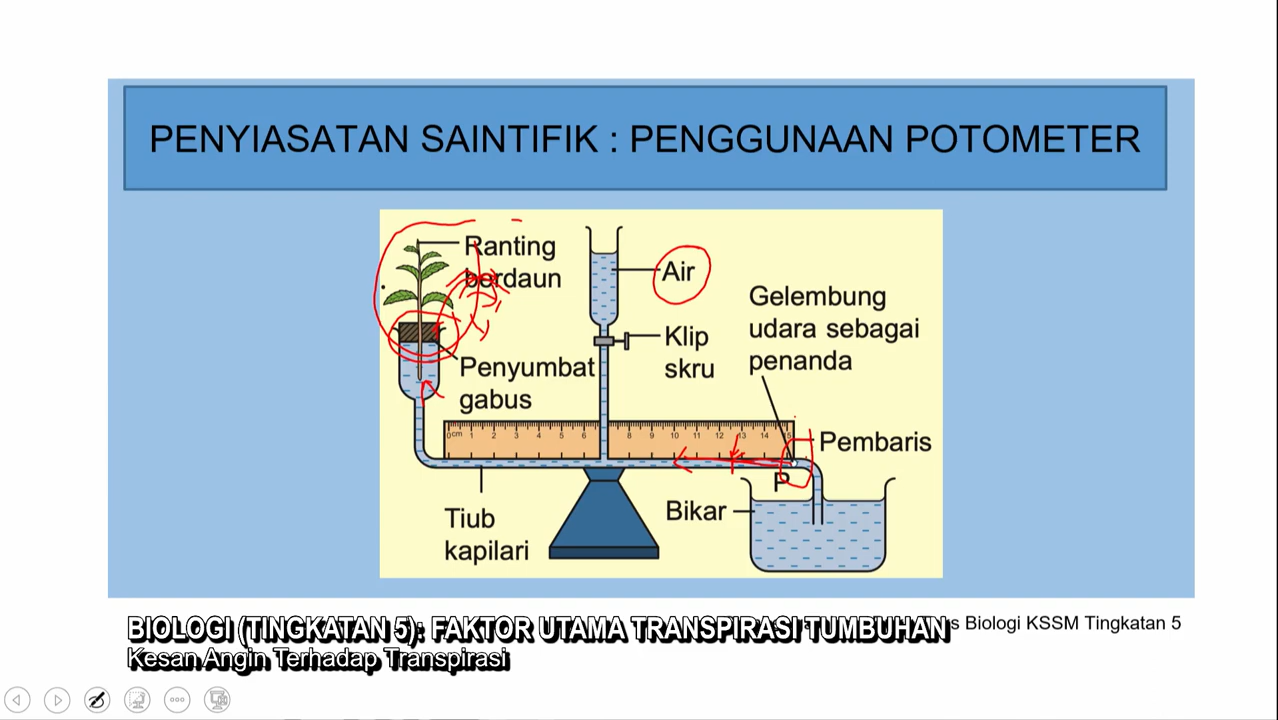 PENYIASATAN SAINTIFIK : PENGGUNAAN POTOMETER
Ranting
berdaun
Air
Gelembung
udara sebagai
penanda
Klip
skru
Penyumbat
gabus
0cm 1 2 3 4 5 6 8 9 10 11 12 13 14 15
Pembaris
P
Tiub
kapilari
Bikar
BIOLOGI (TINGKATAN 5): FAKTOR UTAMA TRANSPIRASI TUMBUHAN
s Biologi KSSM Tingkatan 5
Kesan Angin Terhadap Transpirasi